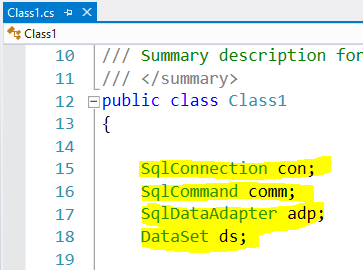 Class1.cs
Class1
10 /// Summary description for
11 /// </summary>
12 public class Class1
13 {
14
15 SqlConnection con;
16 SqlCommand comm;
17 SqlDataAdapter adp;
18 DataSet ds;
19